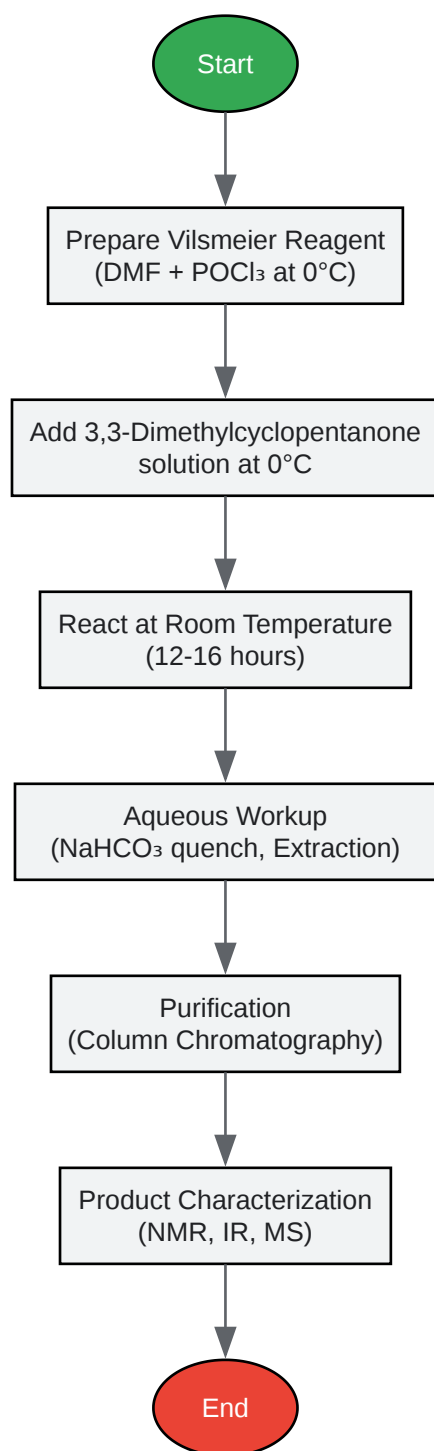 Start
Prepare Vilsmeier Reagent
(DMF + POCl₃ at 0°C)
Add 3,3-Dimethylcyclopentanone
solution at 0°C
React at Room Temperature
(12-16 hours)
Aqueous Workup
(NaHCO₃ quench, Extraction)
Purification
(Column Chromatography)
Product Characterization
(NMR, IR, MS)
End